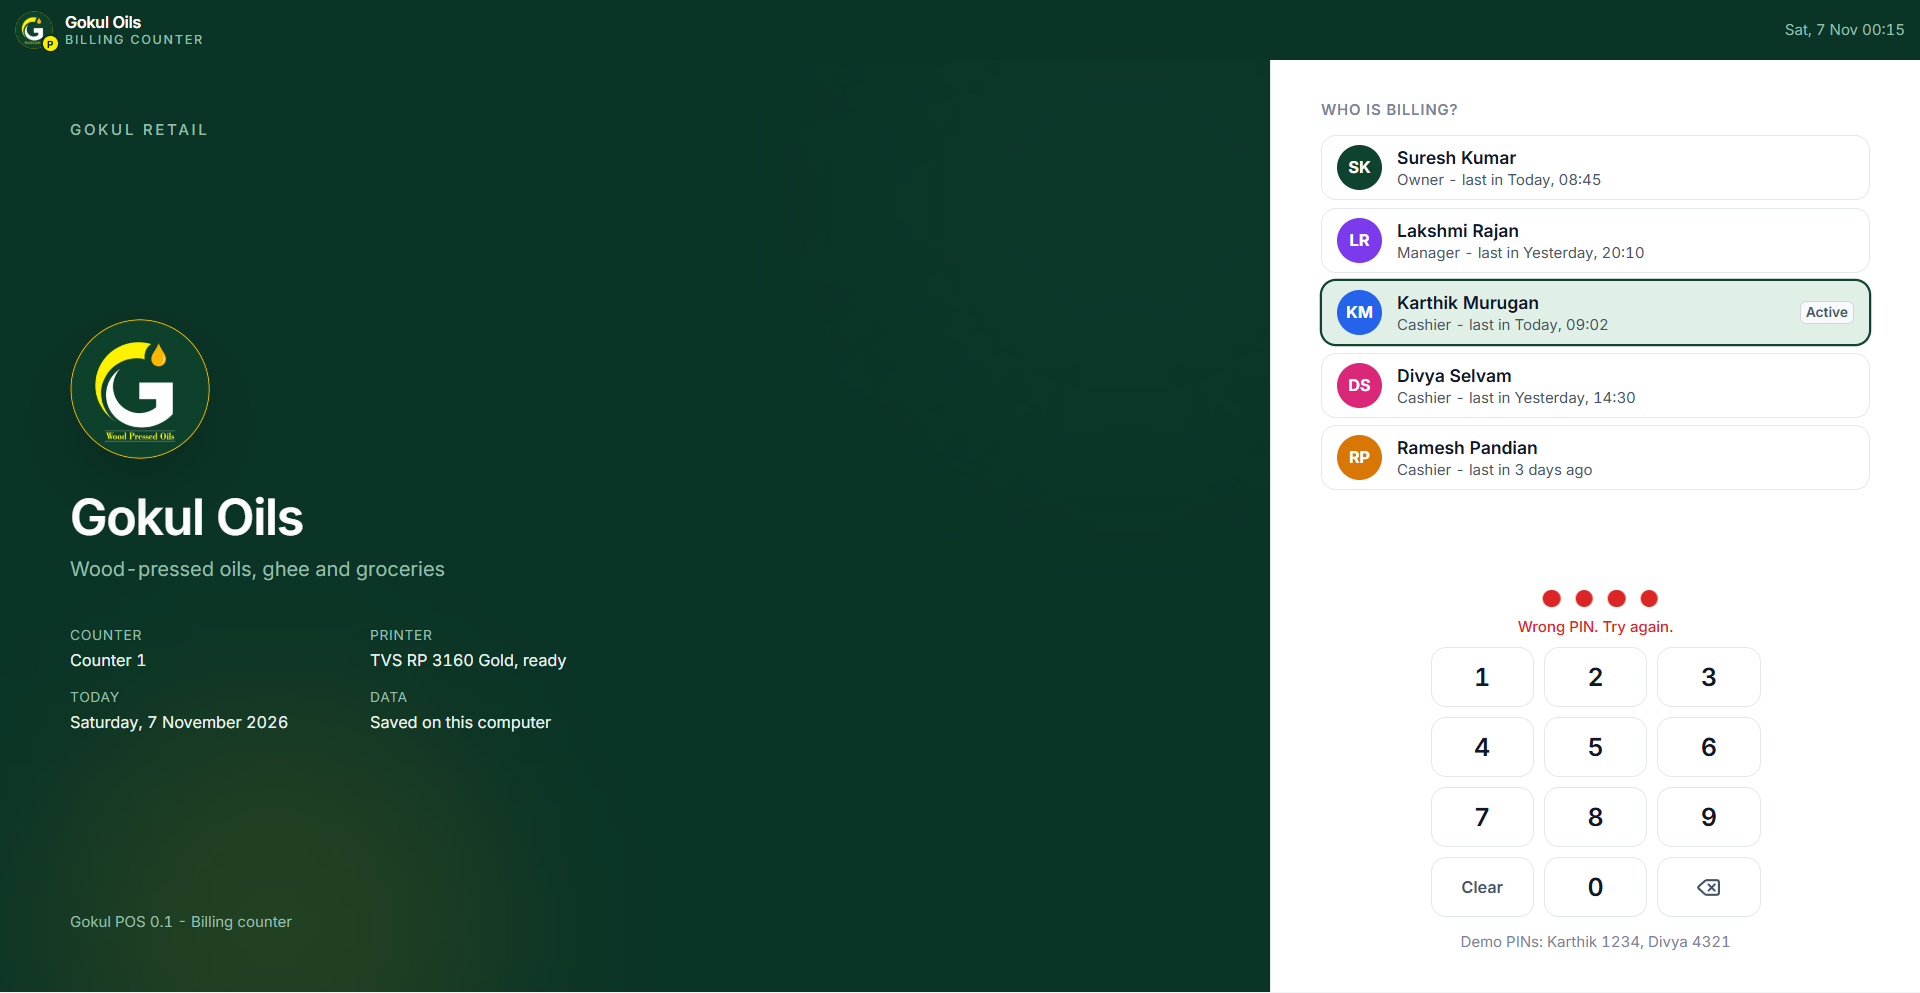 Gokul Oils
BILLING COUNTER
P
Sat, 7 Nov 00:15
GOKUL RETAIL
G
Wood Pressed Oils
Gokul Oils
Wood-pressed oils, ghee and groceries
COUNTER
Counter 1
PRINTER
TVS RP 3160 Gold, ready
TODAY
Saturday, 7 November 2026
DATA
Saved on this computer
Gokul POS 0.1 - Billing counter
WHO IS BILLING?
SK
Suresh Kumar
Owner - last in Today, 08:45
LR
Lakshmi Rajan
Manager - last in Yesterday, 20:10
KM
Karthik Murugan
Cashier - last in Today, 09:02
Active
DS
Divya Selvam
Cashier - last in Yesterday, 14:30
RP
Ramesh Pandian
Cashier - last in 3 days ago
Wrong PIN. Try again.
1 2 3
4 5 6
7 8 9
Clear 0
Demo PINs: Karthik 1234, Divya 4321